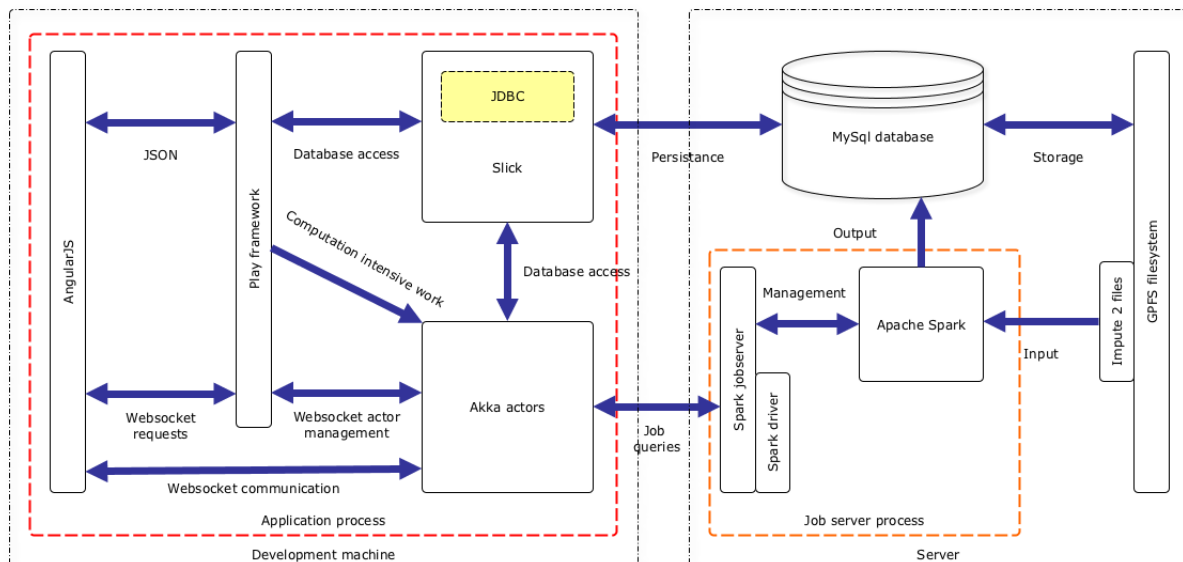 JDBC
Slick
MySql database
JSON
Database access
Persistance
Storage
AngularJS
Play framework
Computation intensive work
Output
Database access
GPFS filesystem
Impute 2 files
Management
Apache Spark
Input
Spark jobserver
Spark driver
Akka actors
Websocket
requests
Websocket actor
management
Job
queries
Websocket communication
Application process
Job server process
Development machine
Server